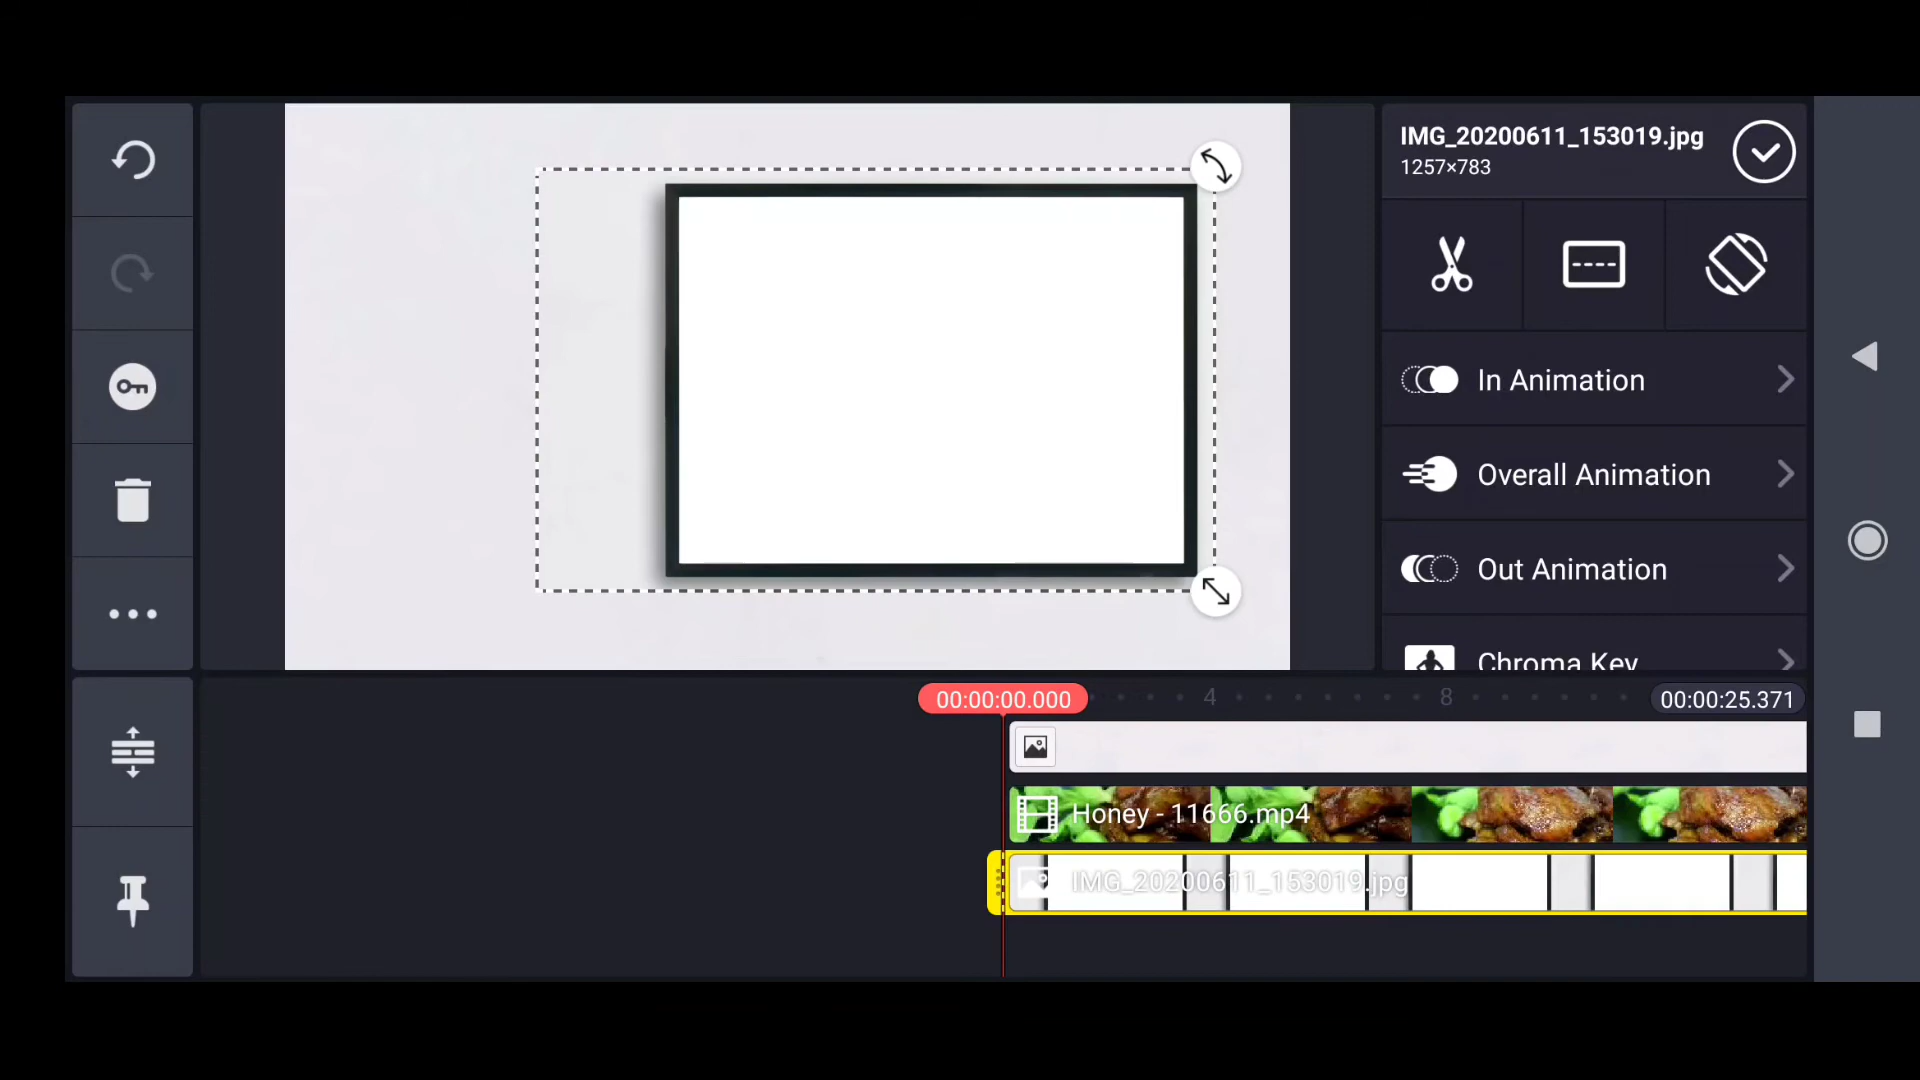 IMG_20200611_153019.jpg
1257×783
In Animation
Overall Animation
Out Animation
Chroma Key
00:00:00.000
4
8
00:00:25.371
Honey - 11666.mp4
IMG_20200611_153019.jpg